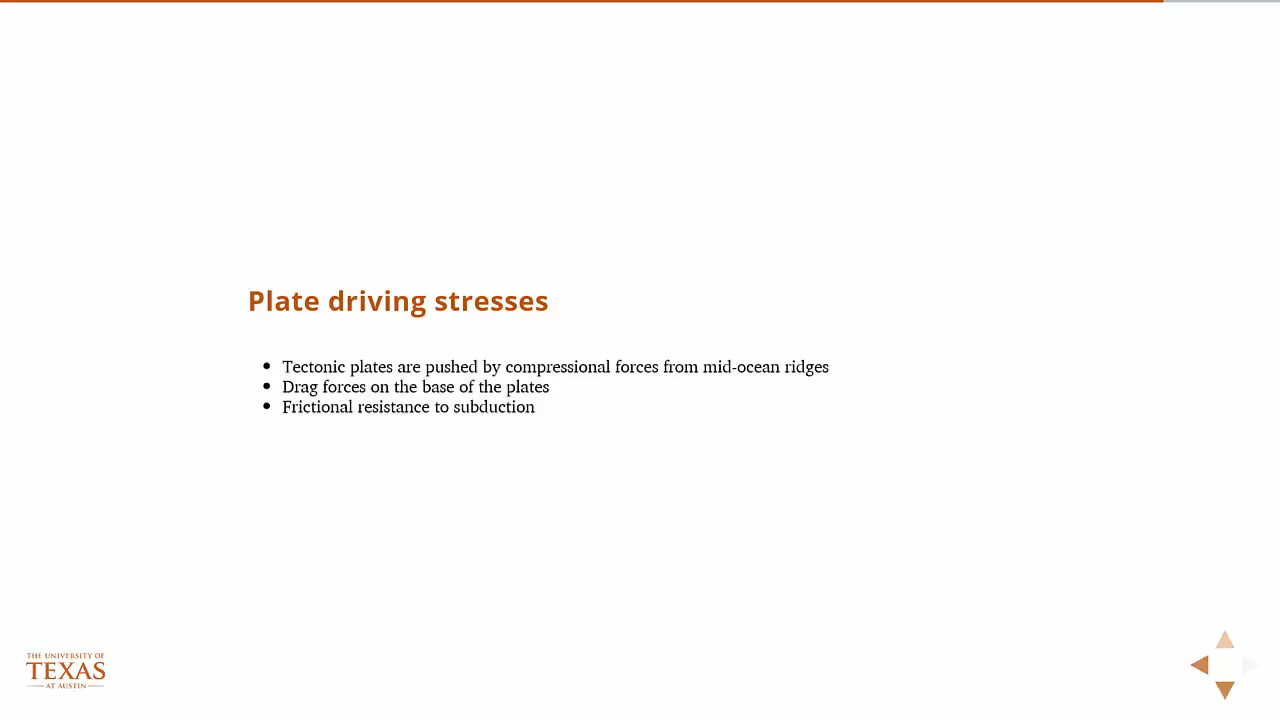 Plate driving stresses
Tectonic plates are pushed by compressional forces from mid-ocean ridges
Drag forces on the base of the plates
Frictional resistance to subduction
THE UNIVERSITY OF
TEXAS
AT AUSTIN